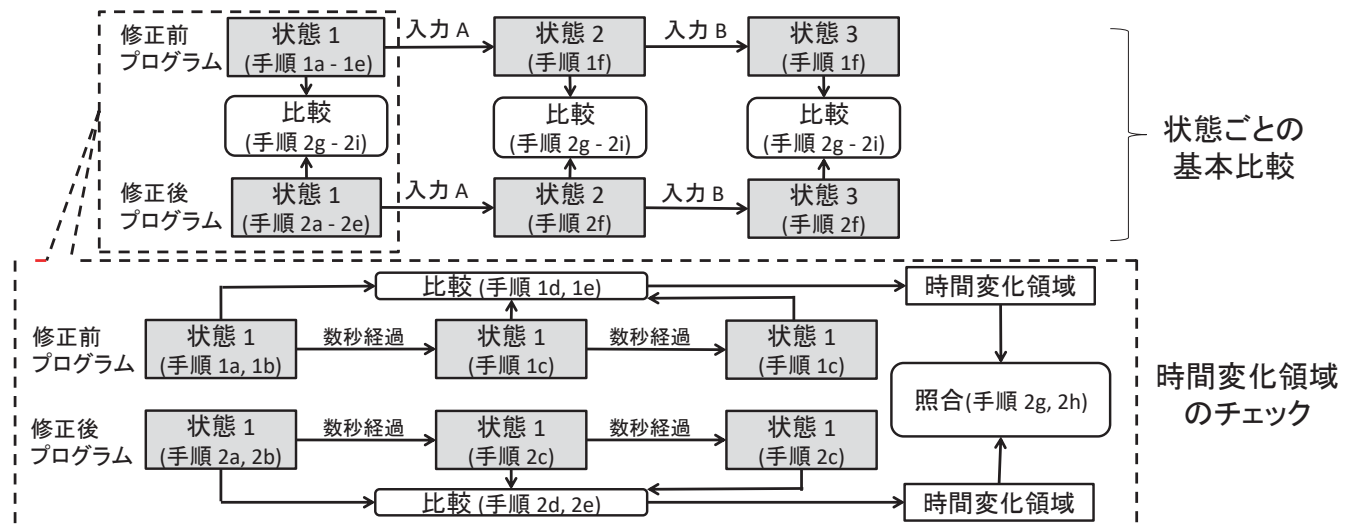 修正前
プログラム
状態 1
(手順 1a - 1e)
入力 A
状態 2
(手順 1f)
入力 B
状態 3
(手順 1f)
比較
(手順 2g - 2i)
比較
(手順 2g - 2i)
比較
(手順 2g - 2i)
修正後
プログラム
状態 1
(手順 2a - 2e)
入力 A
状態 2
(手順 2f)
入力 B
状態 3
(手順 2f)
状態ごとの
基本比較
比較 (手順 1d, 1e)
時間変化領域
修正前
プログラム
状態 1
(手順 1a, 1b)
数秒経過
状態 1
(手順 1c)
数秒経過
状態 1
(手順 1c)
照合(手順 2g, 2h)
修正後
プログラム
状態 1
(手順 2a, 2b)
数秒経過
状態 1
(手順 2c)
数秒経過
状態 1
(手順 2c)
比較 (手順 2d, 2e)
時間変化領域
時間変化領域
のチェック